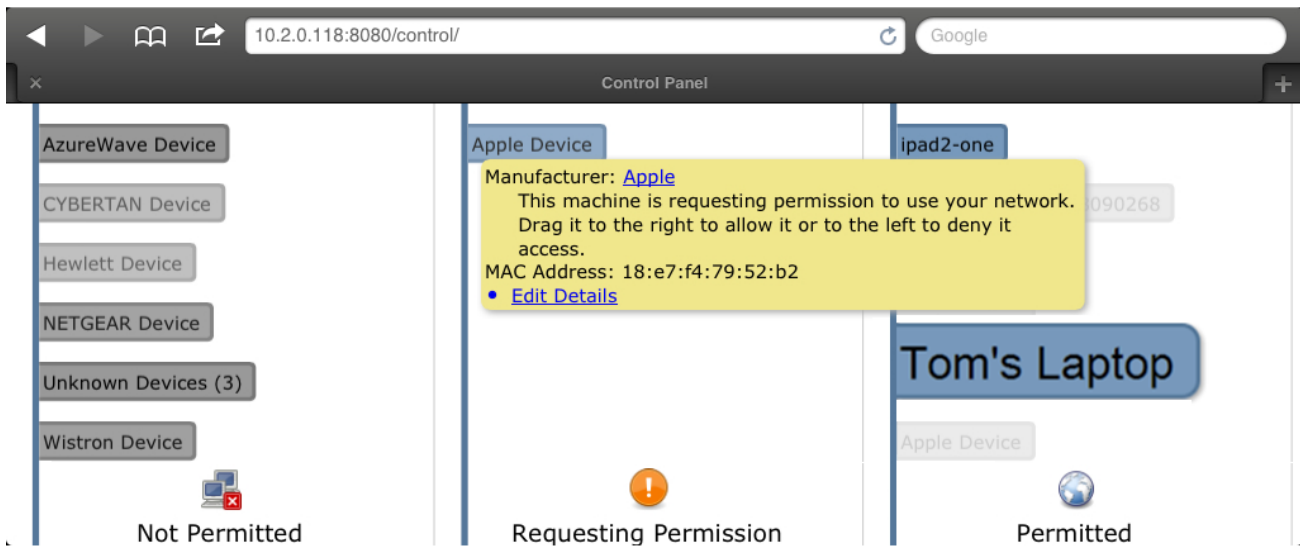 10.2.0.118:8080/control/
Google
Control Panel
AzureWave Device
CYBERTAN Device
Hewlett Device
NETGEAR Device
Unknown Devices (3)
Wistron Device
Not Permitted
Apple Device
Manufacturer: Apple
This machine is requesting permission to use your network.
Drag it to the right to allow it or to the left to deny it
access.
MAC Address: 18:e7:f4:79:52:b2
• Edit Details
Requesting Permission
ipad2-one
090268
Tom's Laptop
Apple Device
Permitted